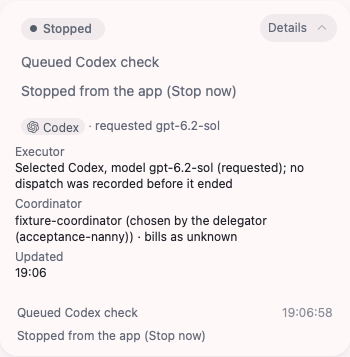 Stopped
Details
Queued Codex check
Stopped from the app (Stop now)
Codex · requested gpt-6.2-sol
Executor
Selected Codex, model gpt-6.2-sol (requested); no
dispatch was recorded before it ended
Coordinator
fixture-coordinator (chosen by the delegator
(acceptance-nanny)) · bills as unknown
Updated
19:06
Queued Codex check 19:06:58
Stopped from the app (Stop now)